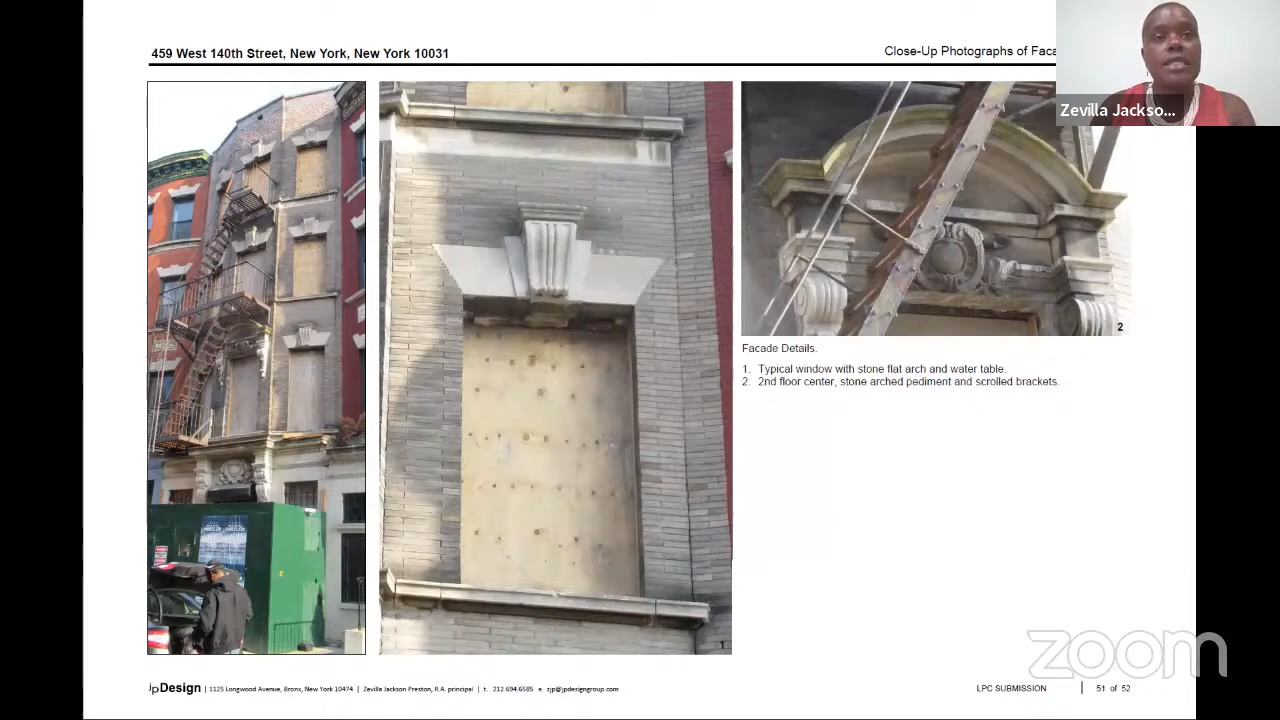 459 West 140th Street, New York, New York 10031
Close-Up Photographs of Faca
Zevilla Jackso...
2
Facade Details.
1. Typical window with stone flat arch and water table.
2. 2nd floor center, stone arched pediment and scrolled brackets.
1
zoom
jpDesign | 1125 Longwood Avenue, Bronx, New York 10474 | Zevilla Jackson Preston, R.A. principal | t. 212.694.6585 e. zjp@jpdesigngroup.com
LPC SUBMISSION | 51 of 52